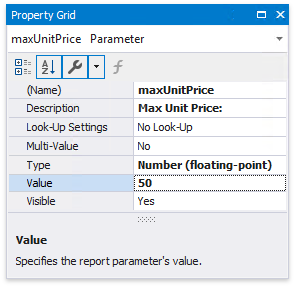 Property Grid
maxUnitPrice Parameter
(Name) maxUnitPrice
Description Max Unit Price:
Look-Up Settings No Look-Up
Multi-Value No
Type Number (floating-point)
Value 50
Visible Yes
Value
Specifies the report parameter's value.